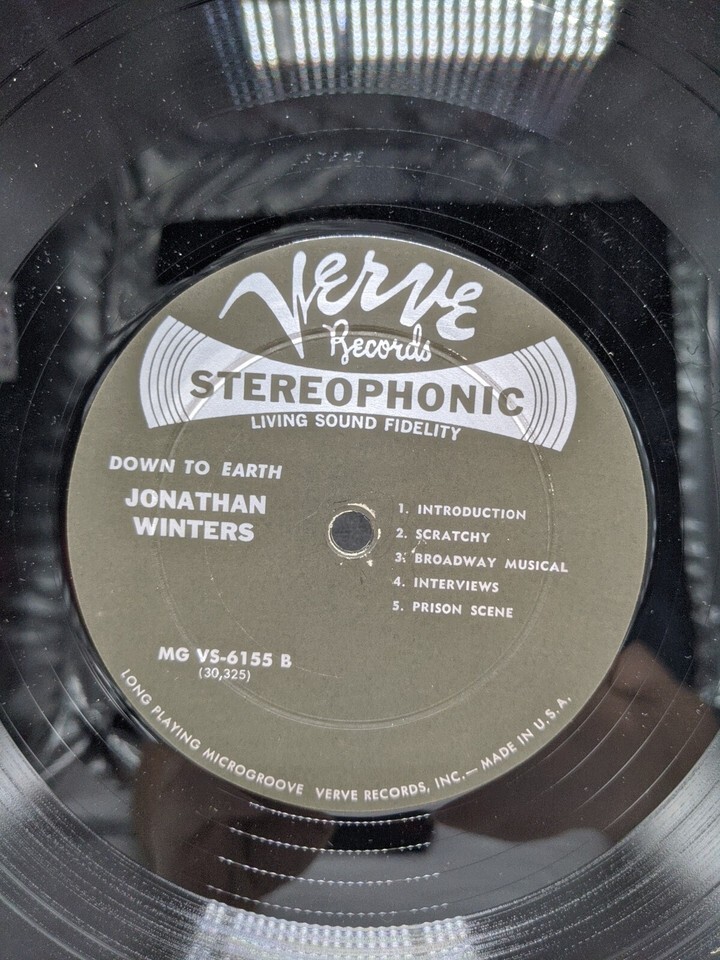 Verve
Records
STEREOPHONIC
LIVING SOUND FIDELITY
DOWN TO EARTH
JONATHAN
WINTERS
1. INTRODUCTION
2. SCRATCHY
3. BROADWAY MUSICAL
4. INTERVIEWS
5. PRISON SCENE
MG VS-6155 B
(30,325)
LONG PLAYING MICROGROOVE VERVE RECORDS, INC.— MADE IN U.S.A.